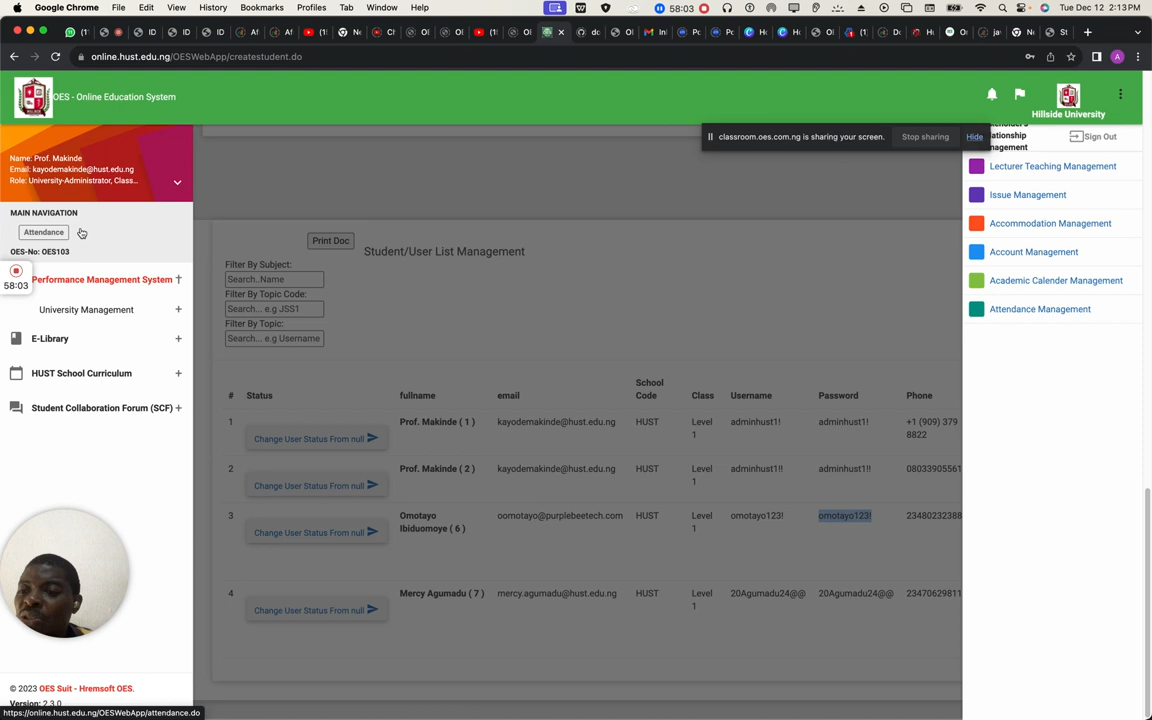 Google Chrome File Edit View History Bookmarks Profiles Tab Window Help 58:03 Tue Dec 12 2:13 PM
online.hust.edu.ng/OESWebApp/createstudent.do
OES - Online Education System
Hillside University
classroom.oes.com.ng is sharing your screen. Stop sharing Hide
Relationship
Management
Sign Out
Name: Prof. Makinde
Email: kayodemakinde@hust.edu.ng
Role: University-Administrator, Class...
MAIN NAVIGATION
Attendance
OES-No: OES103
58:03
Performance Management System
University Management
E-Library
HUST School Curriculum
Student Collaboration Forum (SCF)
© 2023 OES Suit - Hremsoft OES.
Version: 2.3.0
https://online.hust.edu.ng/OESWebApp/attendance.do
Print Doc
Student/User List Management
Filter By Subject:
Search..Name
Filter By Topic Code:
Search... e.g JSS1
Filter By Topic:
Search... e.g Username
# Status fullname email School Code Class Username Password Phone
1 Change User Status From null Prof. Makinde ( 1 ) kayodemakinde@hust.edu.ng HUST Level 1 adminhust1! adminhust1! +1 (909) 379 8822
2 Change User Status From null Prof. Makinde ( 2 ) kayodemakinde@hust.edu.ng HUST Level 1 adminhust1!! adminhust1!! 08033905561
3 Change User Status From null Omotayo Ibiduomoye ( 6 ) oomotayo@purplebeetech.com HUST Level 1 omotayo123! omotayo123! 23480232388
4 Change User Status From null Mercy Agumadu ( 7 ) mercy.agumadu@hust.edu.ng HUST Level 1 20Agumadu24@@ 20Agumadu24@@ 23470629811
Lecturer Teaching Management
Issue Management
Accommodation Management
Account Management
Academic Calender Management
Attendance Management